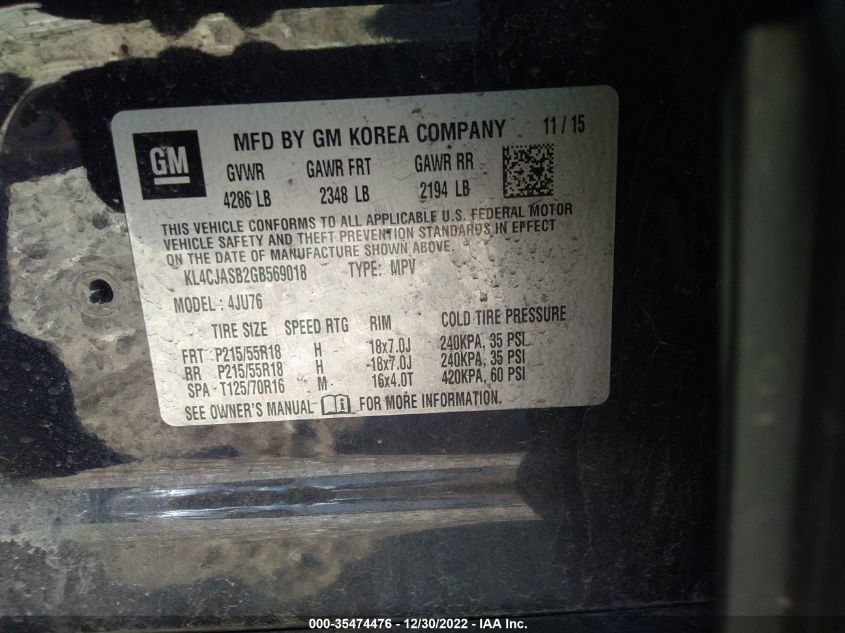 GM MFD BY GM KOREA COMPANY 11 / 15
GVWR GAWR FRT GAWR RR
4286 LB 2348 LB 2194 LB
THIS VEHICLE CONFORMS TO ALL APPLICABLE U.S. FEDERAL MOTOR
VEHICLE SAFETY AND THEFT PREVENTION STANDARDS IN EFFECT
ON THE DATE OF MANUFACTURE SHOWN ABOVE.
KL4CJASB2GB569018 TYPE: MPV
MODEL : 4JU76
TIRE SIZE SPEED RTG RIM COLD TIRE PRESSURE
FRT - P215/55R18 H 18x7.0J 240KPA, 35 PSI
RR - P215/55R18 H 18x7.0J 240KPA, 35 PSI
SPA - T125/70R16 M 16x4.0T 420KPA, 60 PSI
SEE OWNER'S MANUAL i FOR MORE INFORMATION.
000-35474476 - 12/30/2022 - IAA Inc.